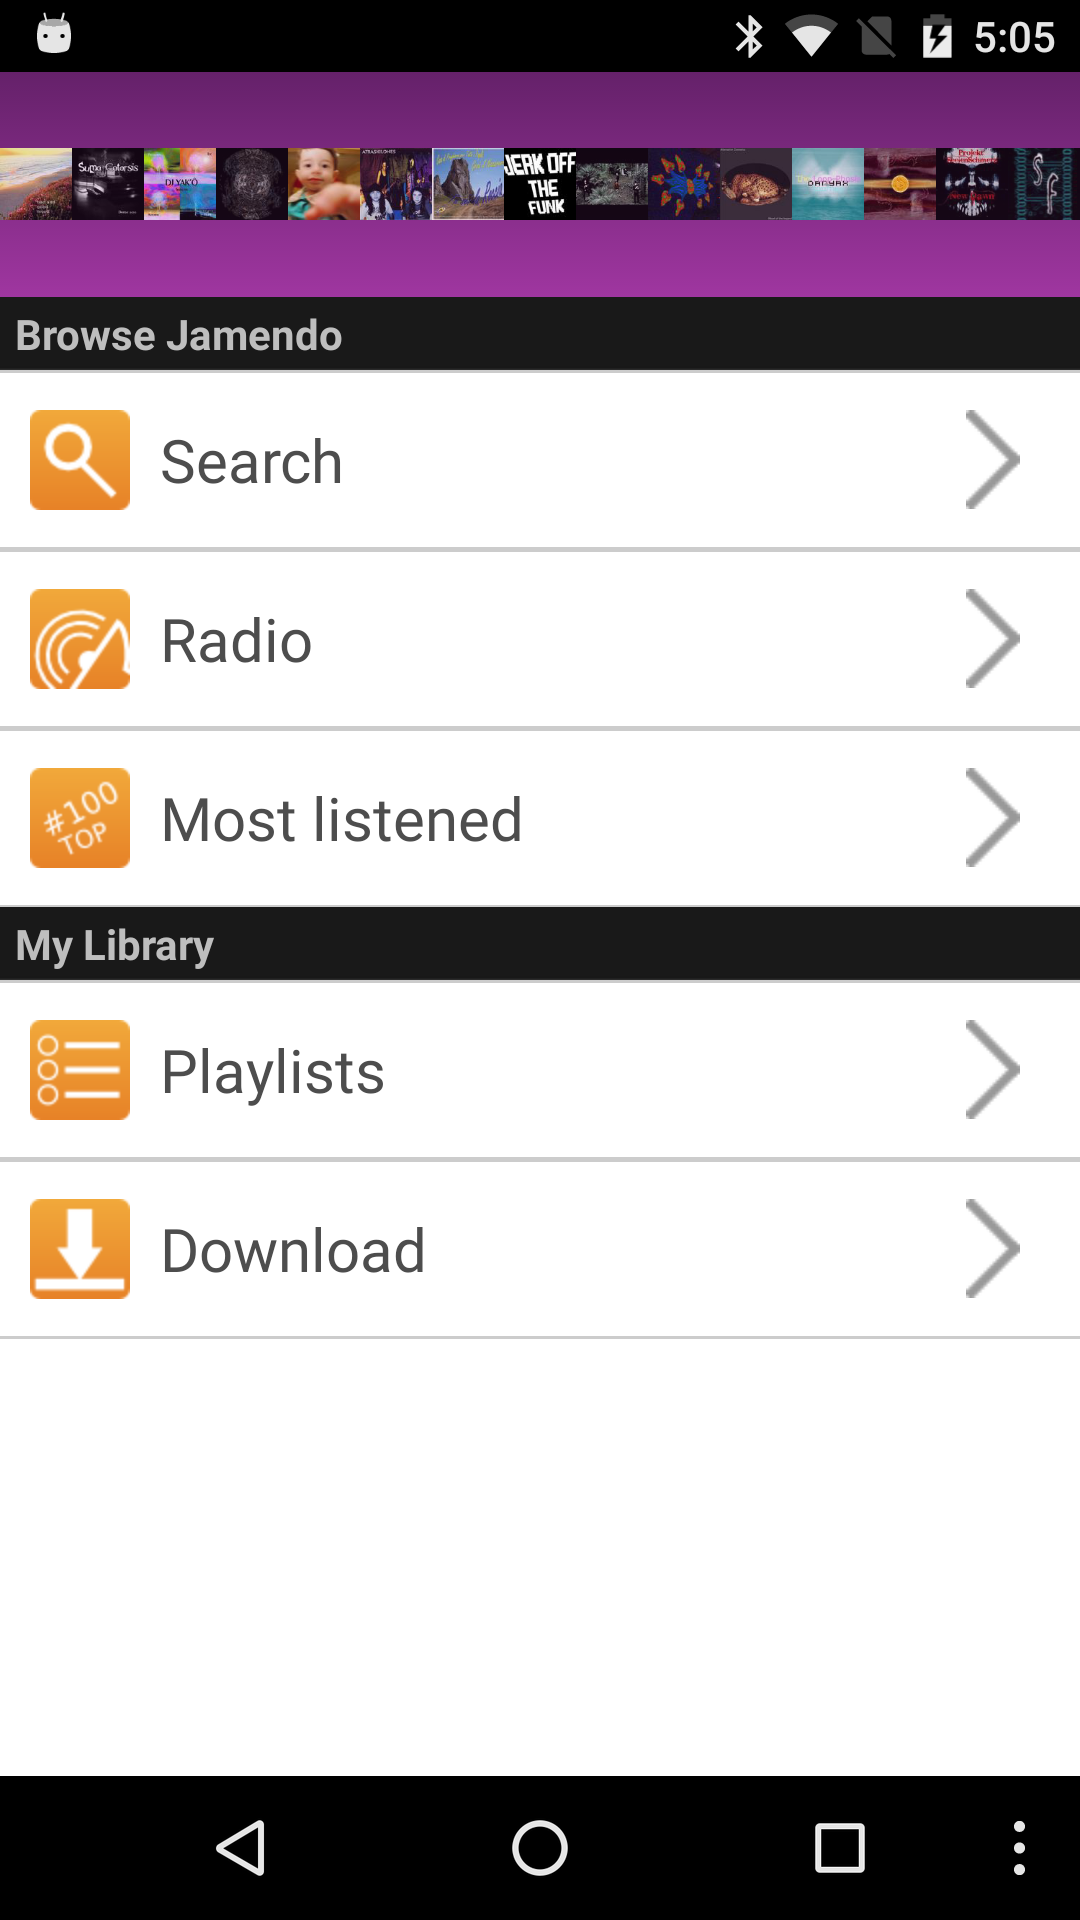 5:05
JERK OFF
THE
FUNK
Browse Jamendo
Search
Radio
#100
TOP
Most listened
My Library
Playlists
Download